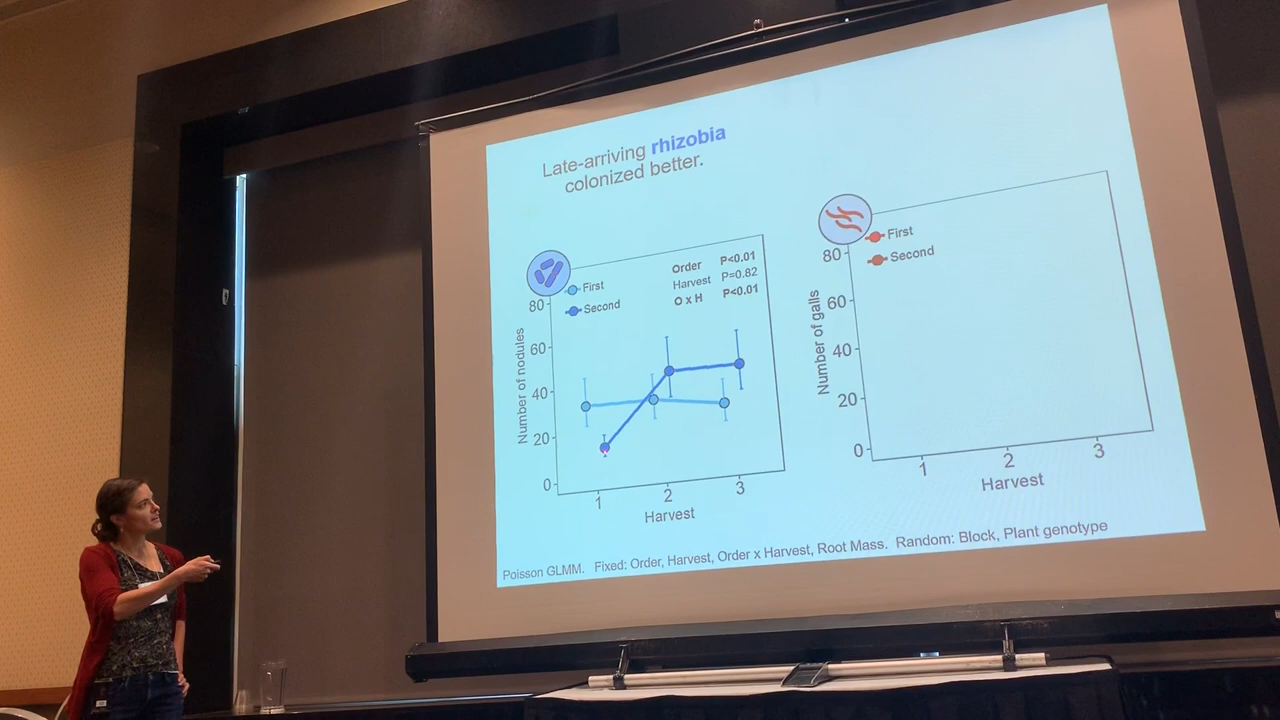 Late-arriving rhizobia
colonized better.
First
Second
Order P<0.01
Harvest P=0.82
O x H P<0.01
Number of nodules
80
60
40
20
0
1 2 3
Harvest
First
Second
Number of galls
80
60
40
20
0
1 2 3
Harvest
Poisson GLMM. Fixed: Order, Harvest, Order x Harvest, Root Mass. Random: Block, Plant genotype